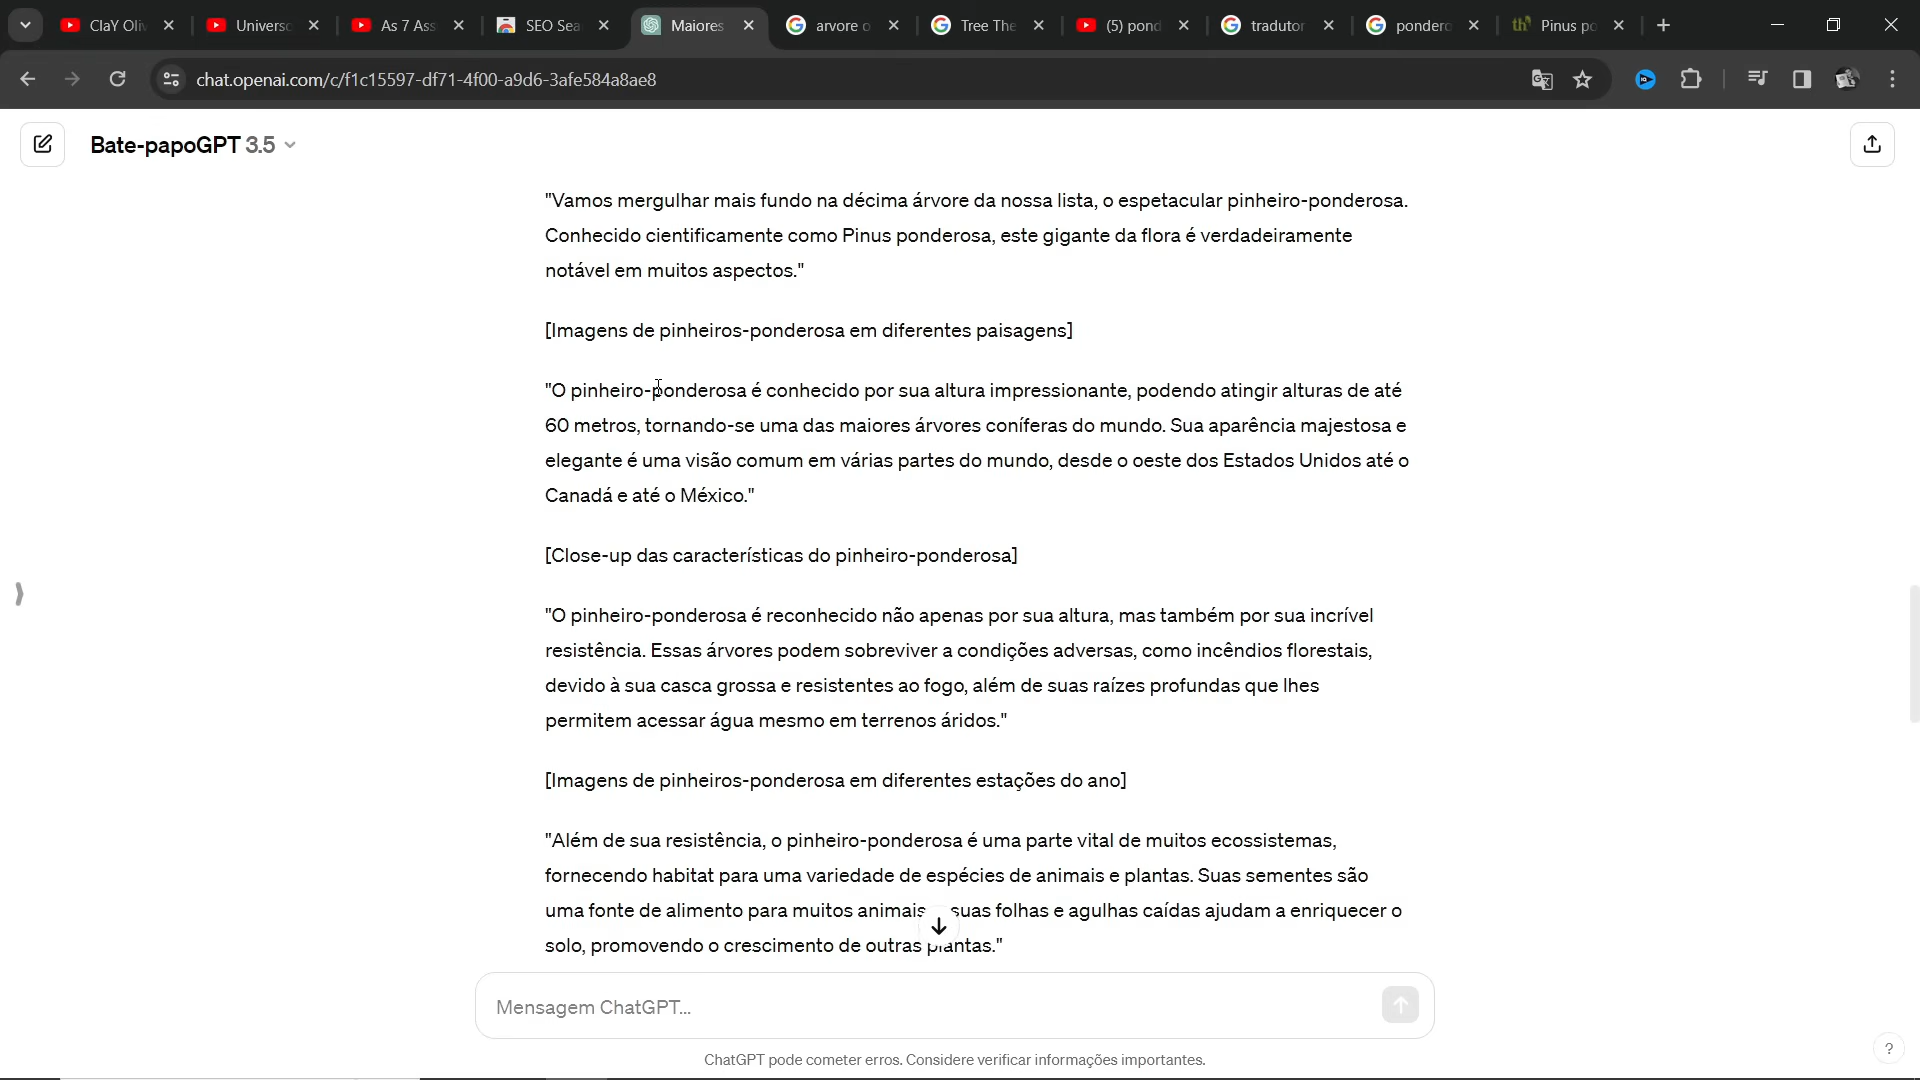 ClaY Oliv
Universo
As 7 Ass
SEO Sea
Maiores
arvore o
Tree The
(5) pond
tradutor
pondero
Pinus po
chat.openai.com/c/f1c15597-df71-4f00-a9d6-3afe584a8ae8
Bate-papoGPT 3.5
"Vamos mergulhar mais fundo na décima árvore da nossa lista, o espetacular pinheiro-ponderosa.
Conhecido cientificamente como Pinus ponderosa, este gigante da flora é verdadeiramente
notável em muitos aspectos."
[Imagens de pinheiros-ponderosa em diferentes paisagens]
"O pinheiro-ponderosa é conhecido por sua altura impressionante, podendo atingir alturas de até
60 metros, tornando-se uma das maiores árvores coníferas do mundo. Sua aparência majestosa e
elegante é uma visão comum em várias partes do mundo, desde o oeste dos Estados Unidos até o
Canadá e até o México."
[Close-up das características do pinheiro-ponderosa]
"O pinheiro-ponderosa é reconhecido não apenas por sua altura, mas também por sua incrível
resistência. Essas árvores podem sobreviver a condições adversas, como incêndios florestais,
devido à sua casca grossa e resistentes ao fogo, além de suas raízes profundas que lhes
permitem acessar água mesmo em terrenos áridos."
[Imagens de pinheiros-ponderosa em diferentes estações do ano]
"Além de sua resistência, o pinheiro-ponderosa é uma parte vital de muitos ecossistemas,
fornecendo habitat para uma variedade de espécies de animais e plantas. Suas sementes são
uma fonte de alimento para muitos animais suas folhas e agulhas caídas ajudam a enriquecer o
solo, promovendo o crescimento de outras plantas."
Mensagem ChatGPT...
ChatGPT pode cometer erros. Considere verificar informações importantes.
?